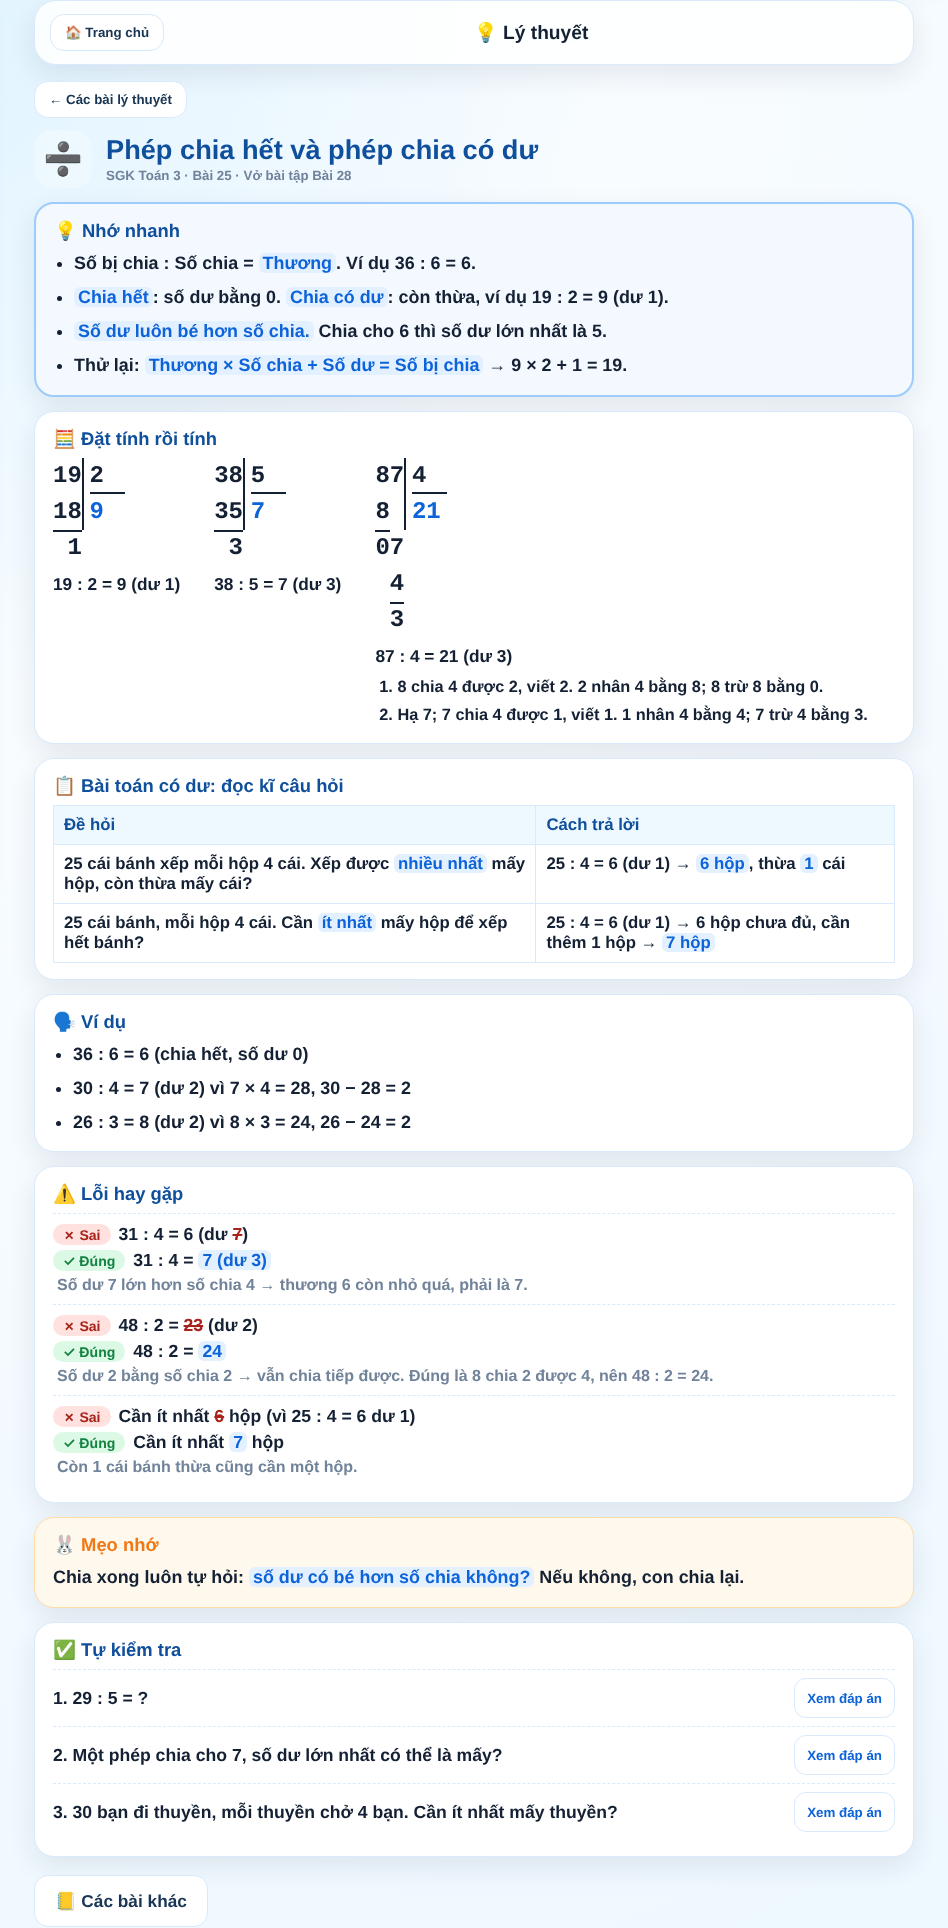 🏠 Trang chủ
💡 Lý thuyết
← Các bài lý thuyết
Phép chia hết và phép chia có dư
SGK Toán 3 · Bài 25 · Vở bài tập Bài 28
💡 Nhớ nhanh
• Số bị chia : Số chia = Thương. Ví dụ 36 : 6 = 6.
• Chia hết: số dư bằng 0. Chia có dư: còn thừa, ví dụ 19 : 2 = 9 (dư 1).
• Số dư luôn bé hơn số chia. Chia cho 6 thì số dư lớn nhất là 5.
• Thử lại: Thương × Số chia + Số dư = Số bị chia → 9 × 2 + 1 = 19.
🧮 Đặt tính rồi tính
19 2
18 9
1
19 : 2 = 9 (dư 1)
38 5
35 7
3
38 : 5 = 7 (dư 3)
87 4
8 21
07
4
3
87 : 4 = 21 (dư 3)
1. 8 chia 4 được 2, viết 2. 2 nhân 4 bằng 8; 8 trừ 8 bằng 0.
2. Hạ 7; 7 chia 4 được 1, viết 1. 1 nhân 4 bằng 4; 7 trừ 4 bằng 3.
📋 Bài toán có dư: đọc kĩ câu hỏi
Đề hỏi
Cách trả lời
25 cái bánh xếp mỗi hộp 4 cái. Xếp được nhiều nhất mấy
hộp, còn thừa mấy cái?
25 : 4 = 6 (dư 1) → 6 hộp, thừa 1 cái
25 cái bánh, mỗi hộp 4 cái. Cần ít nhất mấy hộp để xếp
hết bánh?
25 : 4 = 6 (dư 1) → 6 hộp chưa đủ, cần
thêm 1 hộp → 7 hộp
🗣️ Ví dụ
• 36 : 6 = 6 (chia hết, số dư 0)
• 30 : 4 = 7 (dư 2) vì 7 × 4 = 28, 30 − 28 = 2
• 26 : 3 = 8 (dư 2) vì 8 × 3 = 24, 26 − 24 = 2
⚠️ Lỗi hay gặp
✕ Sai 31 : 4 = 6 (dư 7)
✓ Đúng 31 : 4 = 7 (dư 3)
Số dư 7 lớn hơn số chia 4 → thương 6 còn nhỏ quá, phải là 7.
✕ Sai 48 : 2 = 23 (dư 2)
✓ Đúng 48 : 2 = 24
Số dư 2 bằng số chia 2 → vẫn chia tiếp được. Đúng là 8 chia 2 được 4, nên 48 : 2 = 24.
✕ Sai Cần ít nhất 6 hộp (vì 25 : 4 = 6 dư 1)
✓ Đúng Cần ít nhất 7 hộp
Còn 1 cái bánh thừa cũng cần một hộp.
🐰 Mẹo nhớ
Chia xong luôn tự hỏi: số dư có bé hơn số chia không? Nếu không, con chia lại.
✅ Tự kiểm tra
1. 29 : 5 = ?
Xem đáp án
2. Một phép chia cho 7, số dư lớn nhất có thể là mấy?
Xem đáp án
3. 30 bạn đi thuyền, mỗi thuyền chở 4 bạn. Cần ít nhất mấy thuyền?
Xem đáp án
📒 Các bài khác